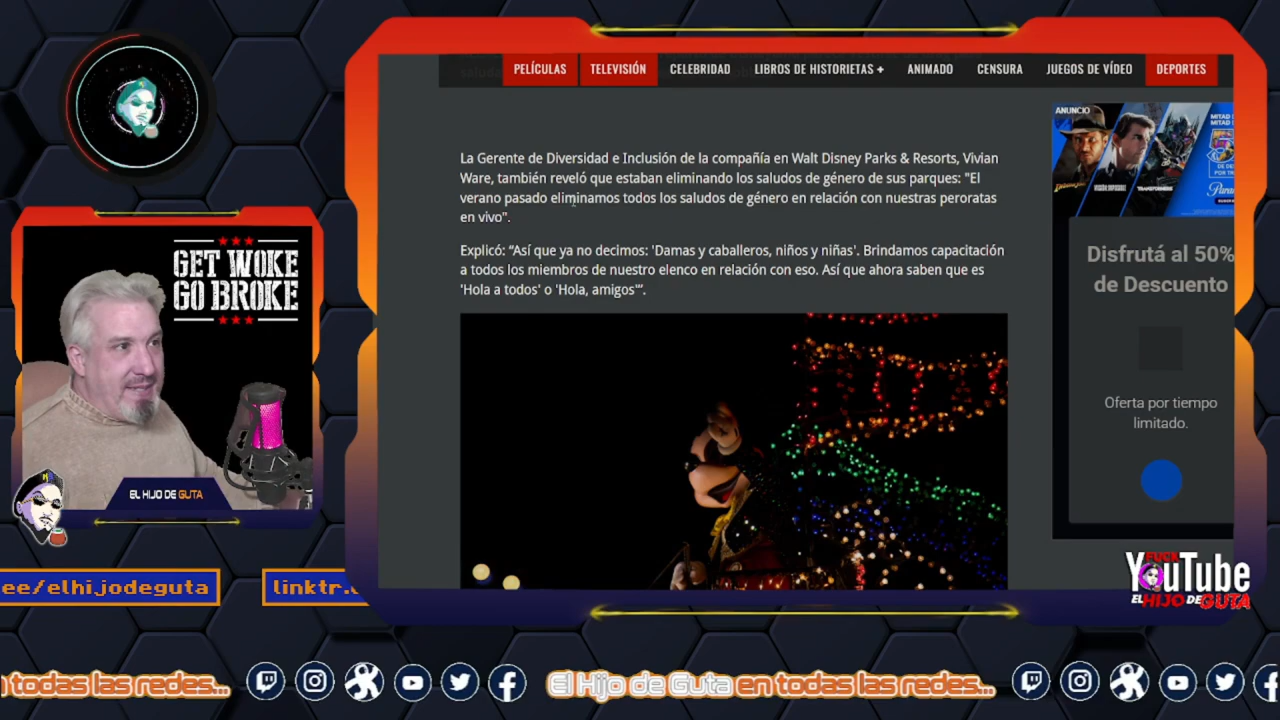 PELÍCULAS TELEVISIÓN CELEBRIDAD LIBROS DE HISTORIETAS + ANIMADO CENSURA JUEGOS DE VÍDEO DEPORTES
La Gerente de Diversidad e Inclusión de la compañía en Walt Disney Parks & Resorts, Vivian
Ware, también reveló que estaban eliminando los saludos de género de sus parques: "El
verano pasado eliminamos todos los saludos de género en relación con nuestras peroratas
en vivo".
Explicó: “Así que ya no decimos: 'Damas y caballeros, niños y niñas'. Brindamos capacitación
a todos los miembros de nuestro elenco en relación con eso. Así que ahora saben que es
'Hola a todos' o 'Hola, amigos'”.
ANUNCIO
MITAD
MITAD
Disfrutá al 50%
de Descuento
Oferta por tiempo
limitado.
GET WOKE
GO BROKE
EL HIJO DE GUTA
ee/elhijodeguta
linktr.
YouTube
EL HIJO DE GUTA
n todas las redes...
El Hijo de Guta en todas las redes...